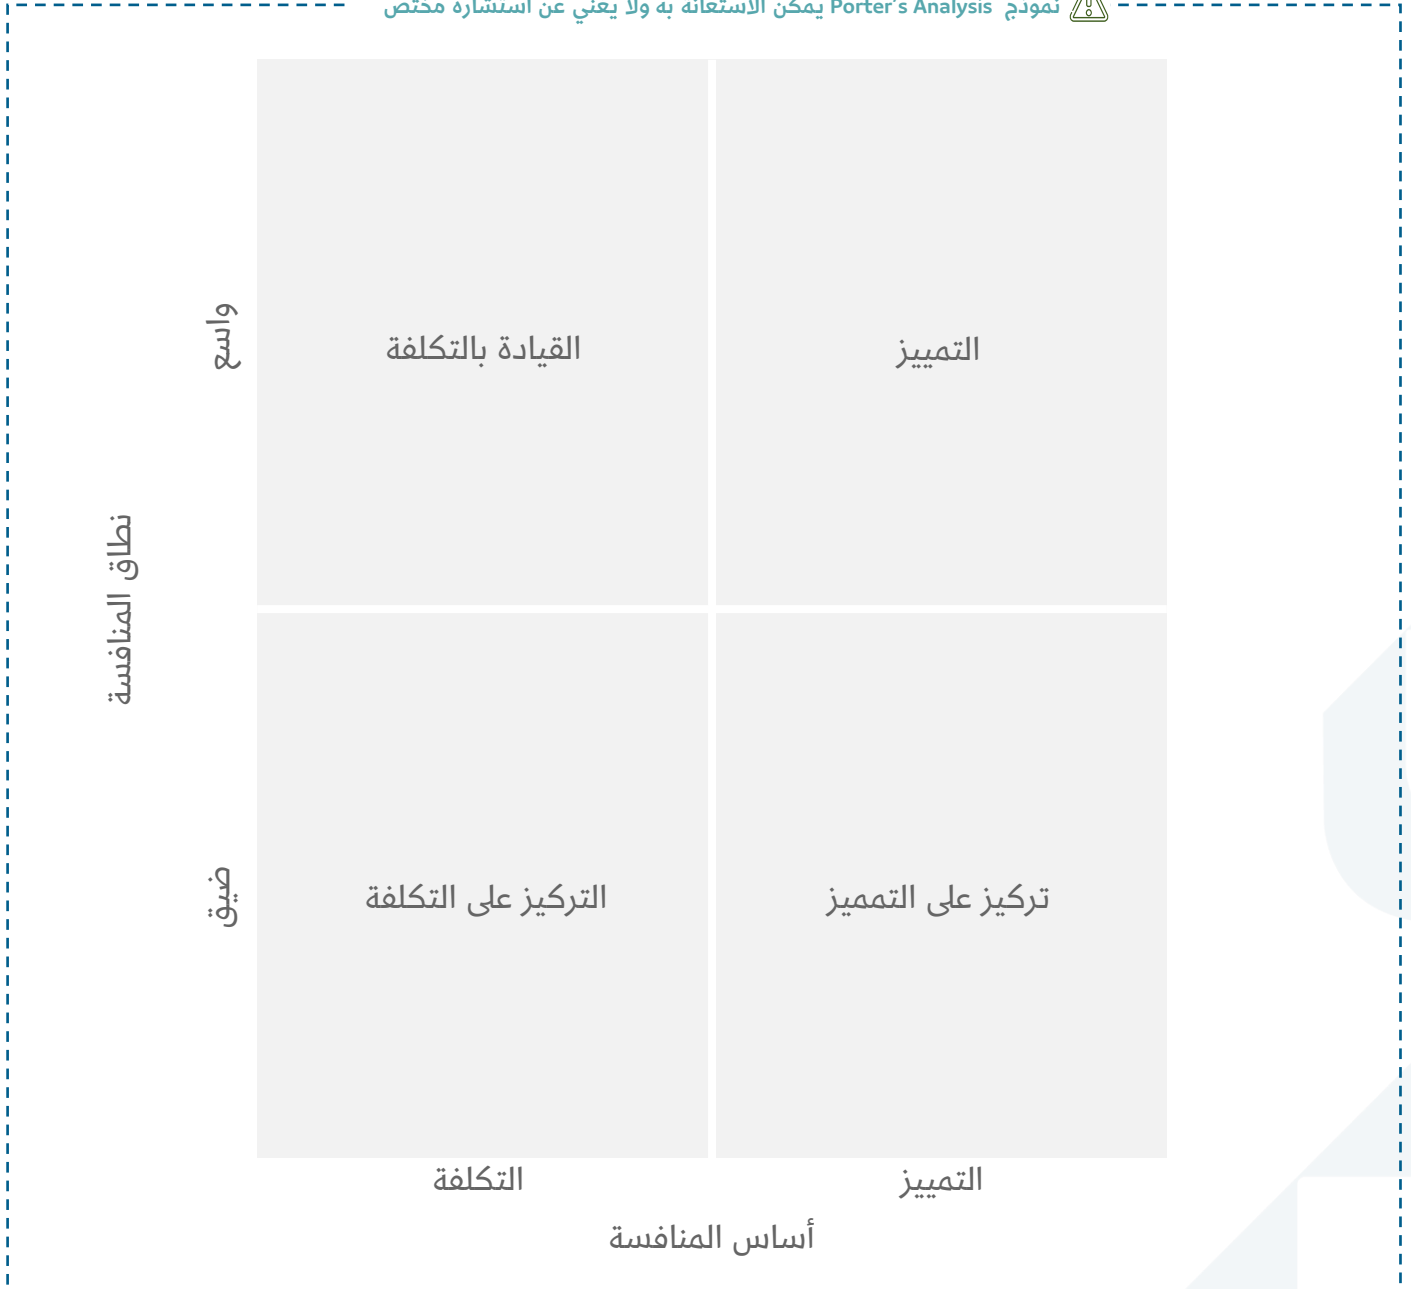 نموذج Porter's Analysis يمكن الاستعانة به ولا يغني عن استشارة مختص
التمييز
القيادة بالتكلفة
واسع
نطاق المنافسة
تركيز على التمميز
التركيز على التكلفة
ضيق
التمييز
التكلفة
أساس المنافسة